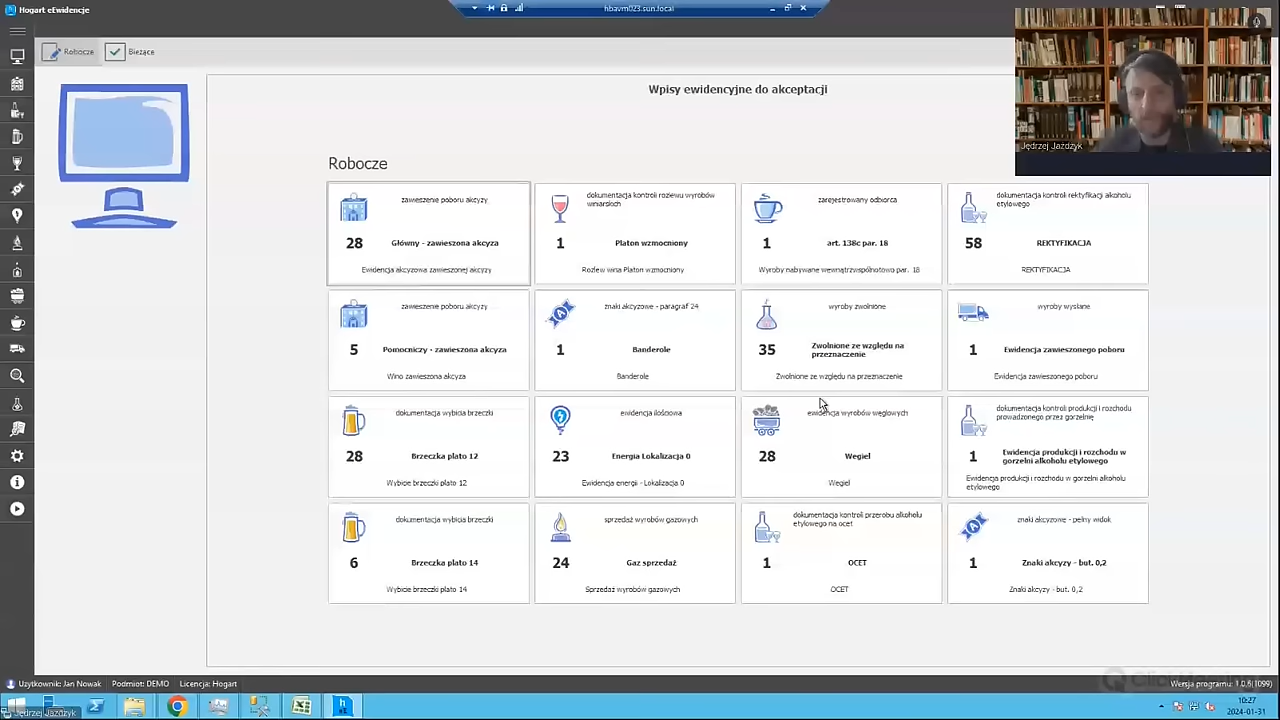 Hogart eEwidencje
hbavm023.sun.local
Robocze
Bieżące
Jędrzej Jażdżyk
Wpisy ewidencyjne do akceptacji
Robocze
zawieszenie poboru akcyzy
28
Główny - zawieszona akcyza
Ewidencja akcyzowa zawieszonej akcyzy
dokumentacja kontroli rozlewu wyrobów
winiarskich
1
Platon wzmocniony
Rozlew wina Platon wzmocniony
zarejestrowany odbiorca
1
art. 138c par. 18
Wyroby nabywane wewnątrzwspólnotowo par. 18
dokumentacja kontroli rektyfikacji alkoholu
etylowego
58
REKTYFIKACJA
REKTYFIKACJA
zawieszenie poboru akcyzy
5
Pomocniczy - zawieszona akcyza
Wino zawieszona akcyza
znaki akcyzowe - paragraf 24
1
Banderole
Banderole
wyroby zwolnione
35
Zwolnione ze względu na
przeznaczenie
Zwolnione ze względu na przeznaczenie
wyroby wysłane
1
Ewidencja zawieszonego poboru
Ewidencja zawieszonego poboru
dokumentacja wybicia brzeczki
28
Brzeczka plato 12
Wybicie brzeczki plato 12
ewidencja ilościowa
23
Energia Lokalizacja 0
Ewidencja energii - Lokalizacja 0
ewidencja wyrobów węglowych
28
Węgiel
Węgiel
dokumentacja kontroli produkcji i rozchodu
prowadzonego przez gorzelnię
1
Ewidencja produkcji i rozchodu w
gorzelni alkoholu etylowego
Ewidencja produkcji i rozchodu w gorzelni alkoholu
etylowego
dokumentacja wybicia brzeczki
6
Brzeczka plato 14
Wybicie brzeczki plato 14
sprzedaż wyrobów gazowych
24
Gaz sprzedaż
Sprzedaż wyrobów gazowych
dokumentacja kontroli przerobu alkoholu
etylowego na ocet
1
OCET
OCET
znaki akcyzowe - pełny widok
1
Znaki akcyzy - but. 0,2
Znaki akcyzy - but. 0,2
Użytkownik: Jan Nowak
Podmiot: DEMO
Licencja: Hogart
Wersja programu: 1.0.6(1099)
Jędrzej Jażdżyk
10:27
2024-01-31